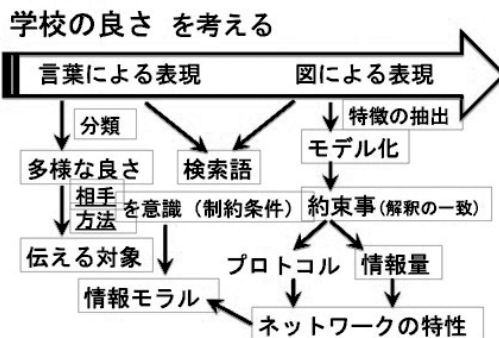 学校の良さ を考える
言葉による表現 図による表現
分類
特徴の抽出
多様な良さ
検索語
モデル化
相手
方法
を意識（制約条件）
約束事(解釈の一致)
伝える対象
プロトコル
情報量
情報モラル
ネットワークの特性